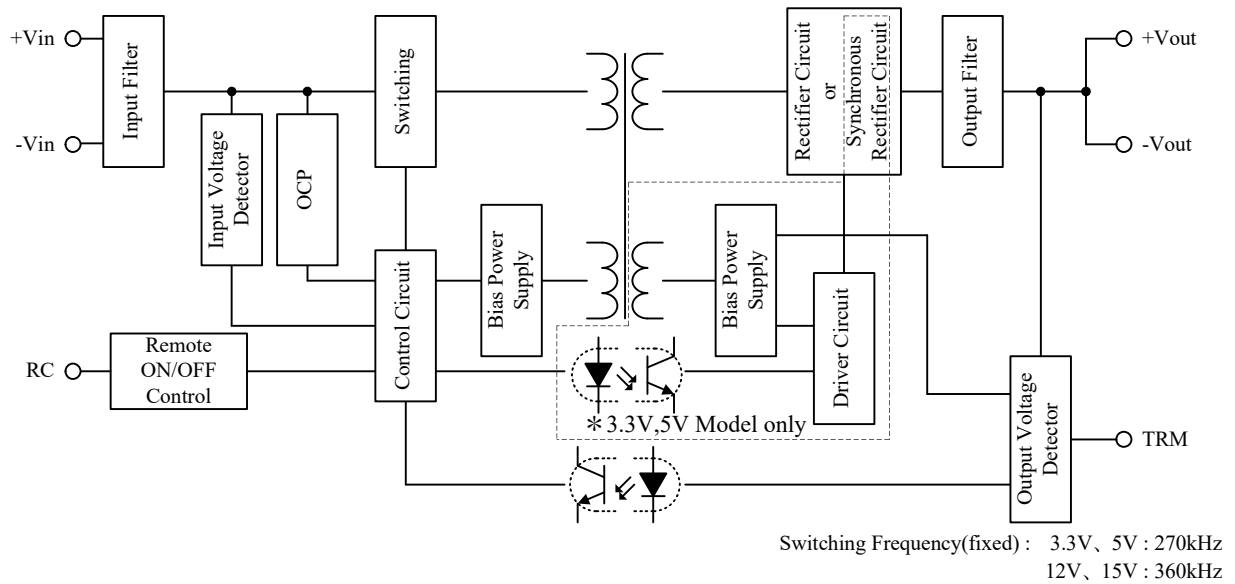 +Vin
-Vin
Input Filter
Input Voltage
Detector
OCP
Switching
Rectifier Circuit
or
Synchronous
Rectifier Circuit
Output Filter
+Vout
-Vout
Control Circuit
Bias Power
Supply
Bias Power
Supply
Driver Circuit
RC
Remote
ON/OFF
Control
＊3.3V,5V Model only
Output Voltage
Detector
TRM
Switching Frequency(fixed) : 3.3V、5V : 270kHz
12V、15V : 360kHz